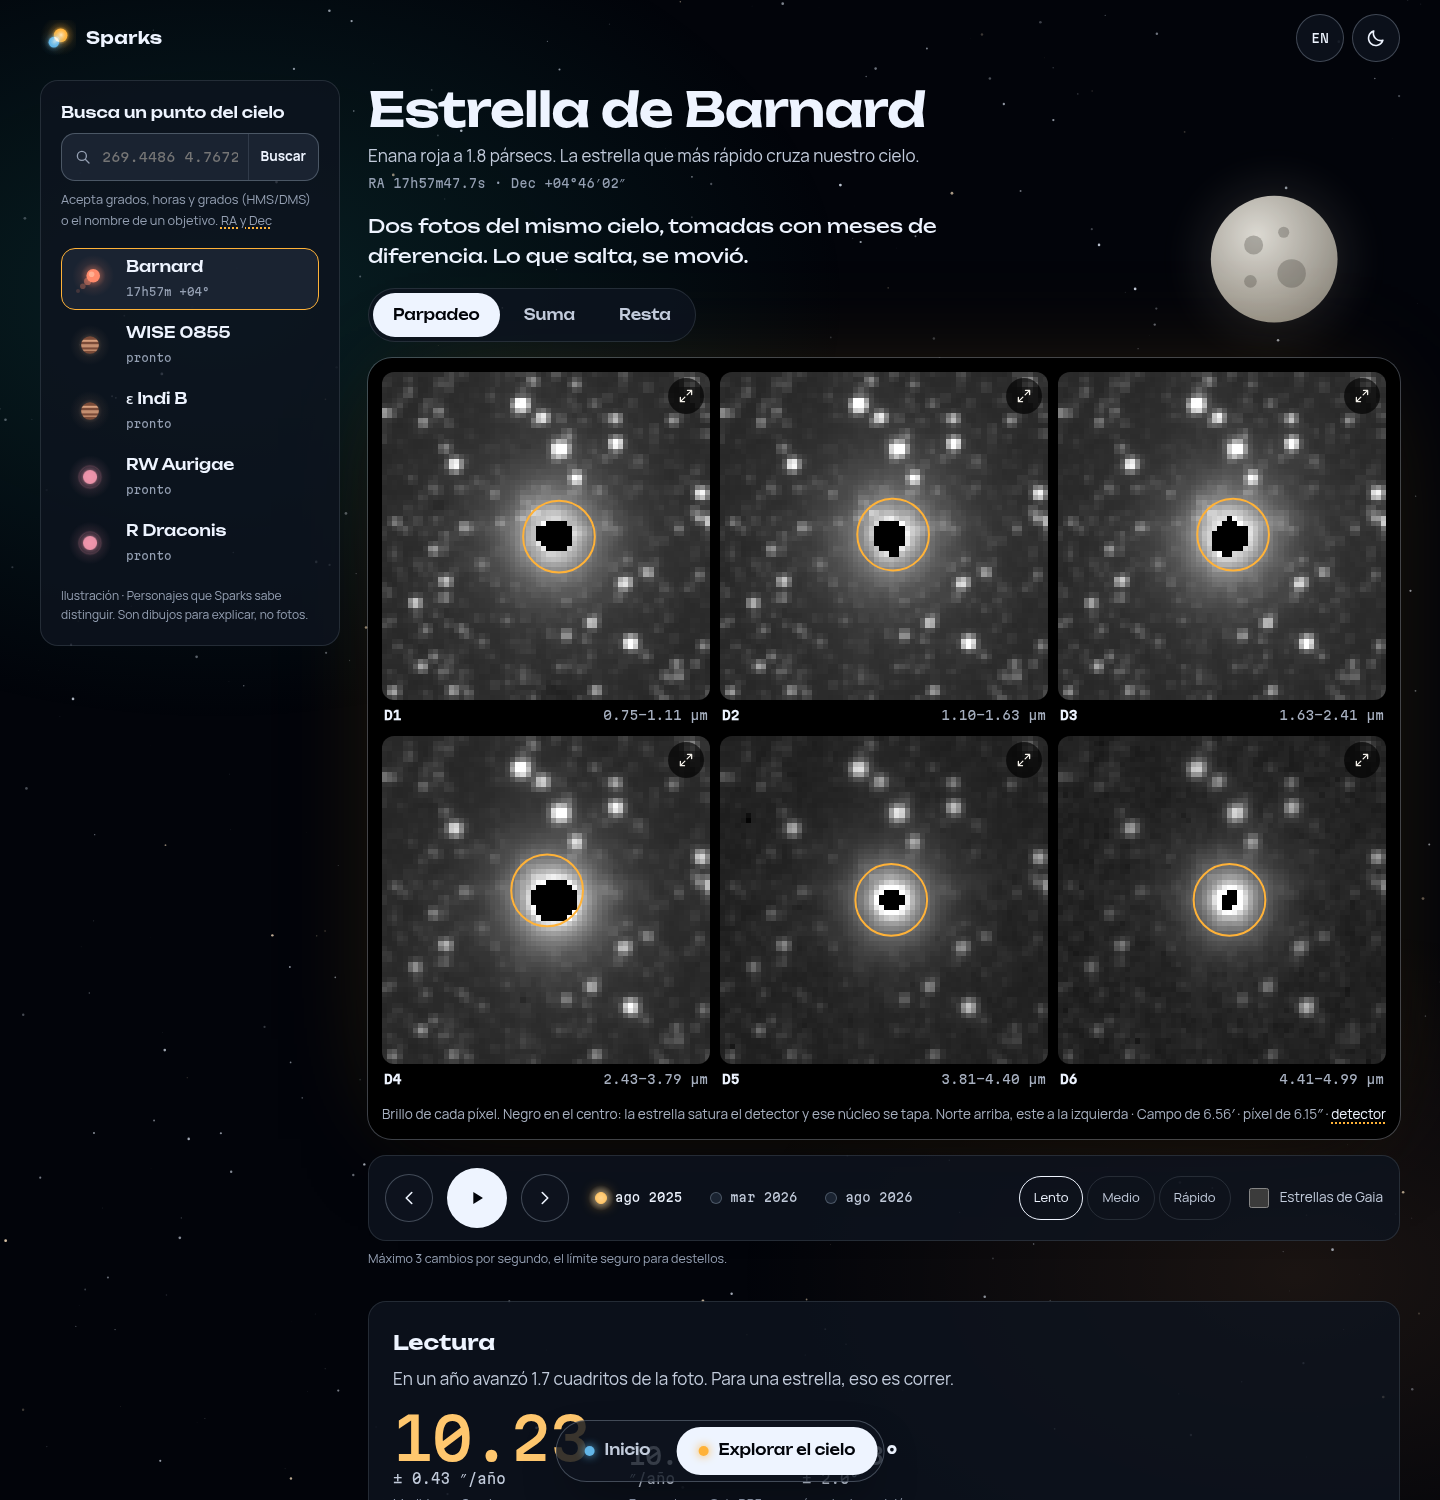 Sparks
EN
Busca un punto del cielo
269.4486 4.7672
Buscar
Acepta grados, horas y grados (HMS/DMS)
o el nombre de un objetivo. RA y Dec
Barnard
17h57m +04°
WISE 0855
pronto
ε Indi B
pronto
RW Aurigae
pronto
R Draconis
pronto
Ilustración · Personajes que Sparks sabe
distinguir. Son dibujos para explicar, no fotos.
Estrella de Barnard
Enana roja a 1.8 pársecs. La estrella que más rápido cruza nuestro cielo.
RA 17h57m47.7s · Dec +04°46′02″
Dos fotos del mismo cielo, tomadas con meses de
diferencia. Lo que salta, se movió.
Parpadeo Suma Resta
D1 0.75–1.11 µm D2 1.10–1.63 µm D3 1.63–2.41 µm
D4 2.43–3.79 µm D5 3.81–4.40 µm D6 4.41–4.99 µm
Brillo de cada píxel. Negro en el centro: la estrella satura el detector y ese núcleo se tapa. Norte arriba, este a la izquierda · Campo de 6.56′ · píxel de 6.15″ · detector
ago 2025 mar 2026 ago 2026 Lento Medio Rápido Estrellas de Gaia
Máximo 3 cambios por segundo, el límite seguro para destellos.
Lectura
En un año avanzó 1.7 cuadritos de la foto. Para una estrella, eso es correr.
10.23
± 0.43 ″/año
″/año
Inicio Explorar el cielo